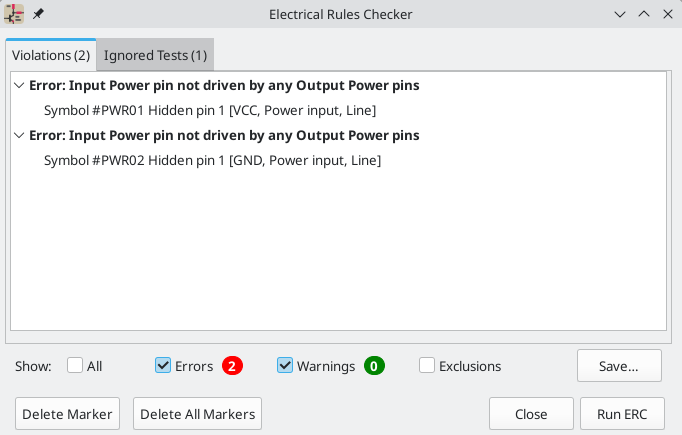 Electrical Rules Checker
Violations (2) Ignored Tests (1)
Error: Input Power pin not driven by any Output Power pins
Symbol #PWR01 Hidden pin 1 [VCC, Power input, Line]
Error: Input Power pin not driven by any Output Power pins
Symbol #PWR02 Hidden pin 1 [GND, Power input, Line]
Show: All Errors 2 Warnings 0 Exclusions Save...
Delete Marker Delete All Markers Close Run ERC